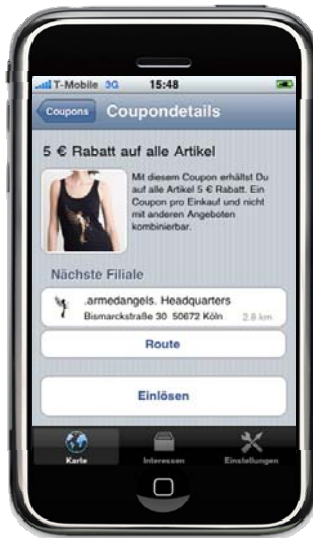 T-Mobile 3G 15:48
Coupons Coupondetails
5 € Rabatt auf alle Artikel
Mit diesem Coupon erhältst Du
auf alle Artikel 5 € Rabatt. Ein
Coupon pro Einkauf und nicht
mit anderen Angeboten
kombinierbar.
Nächste Filiale
.armedangels. Headquarters
Bismarckstraße 30 50672 Köln 2.8 km
Route
Einlösen
Karte Interessen Einstellungen